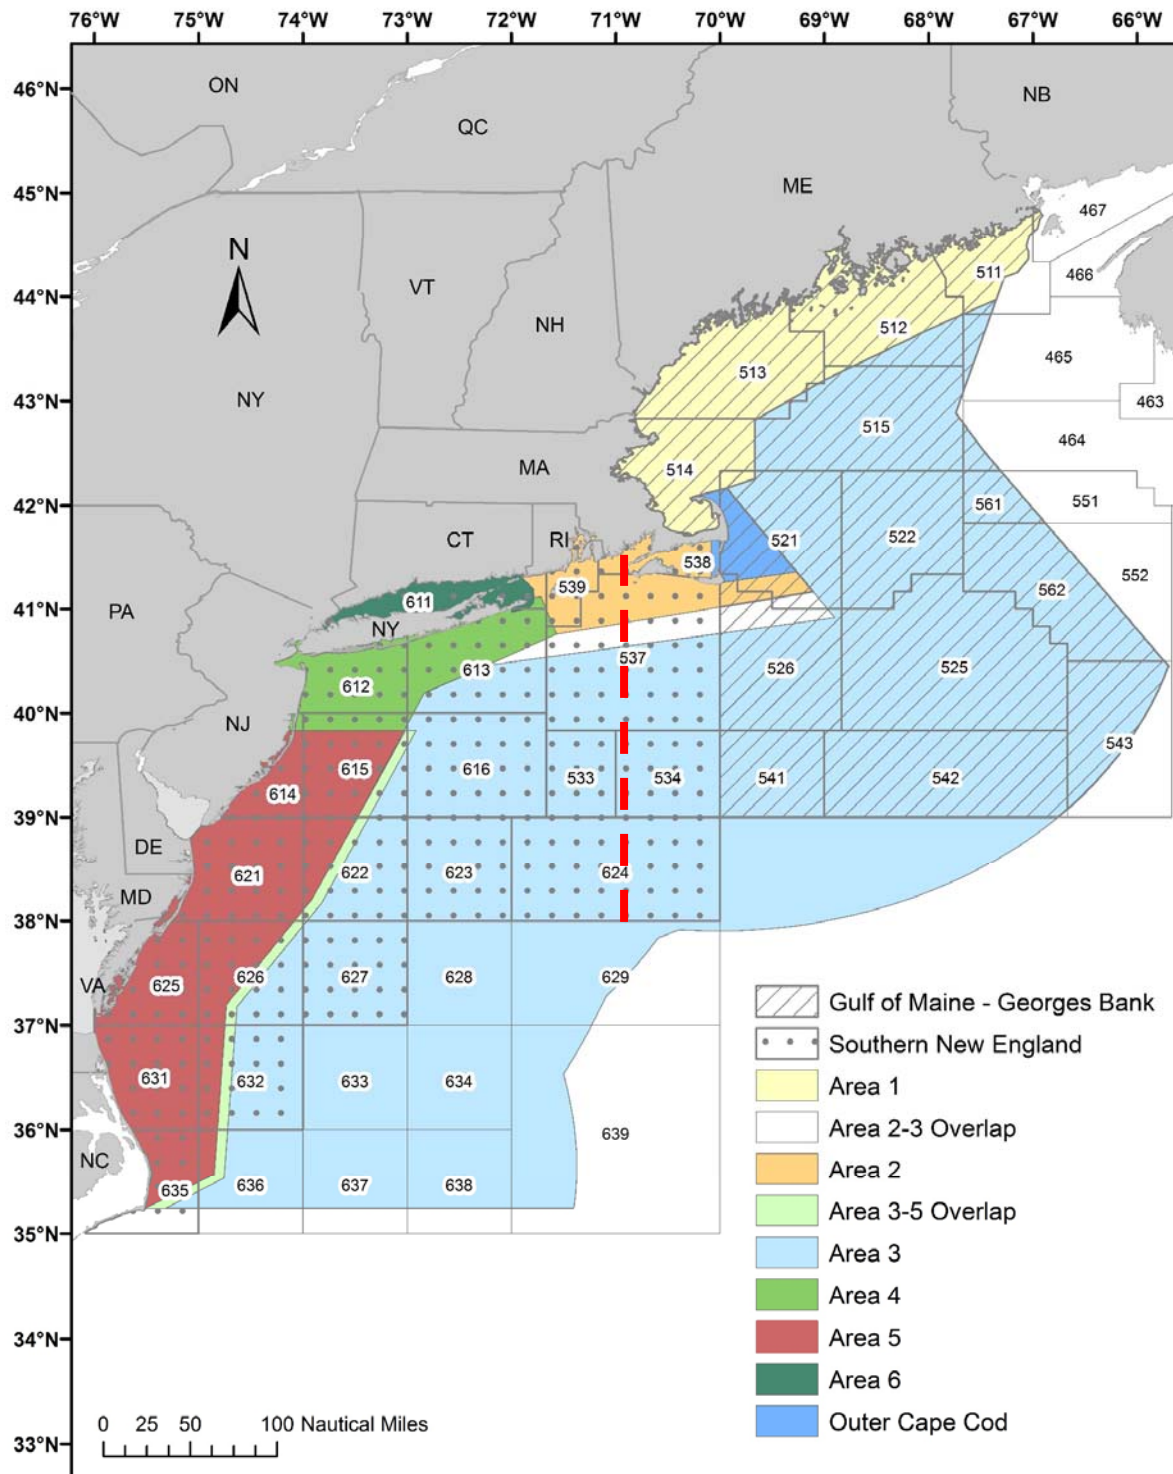 76°W 75°W 74°W 73°W 72°W 71°W 70°W 69°W 68°W 67°W 66°W
46°N
ON
NB
QC
ME
45°N
467
N
511
466
VT
44°N
NH
512
465
513
NY
463
43°N
515
464
MA
514
42°N
561
551
CT
RI
521
522
538
552
539
562
611
PA
41°N
NY
537
613
526
525
612
40°N
NJ
543
615
616
533
534
541
542
614
39°N
DE
621
622
623
624
MD
38°N
VA
625
626
627
628
629
Gulf of Maine - Georges Bank
37°N
Southern New England
631
632
633
634
Area 1
36°N
639
Area 2-3 Overlap
NC
Area 2
635
636
637
638
Area 3-5 Overlap
35°N
Area 3
Area 4
34°N
Area 5
Area 6
0 25 50 100 Nautical Miles
Outer Cape Cod
33°N